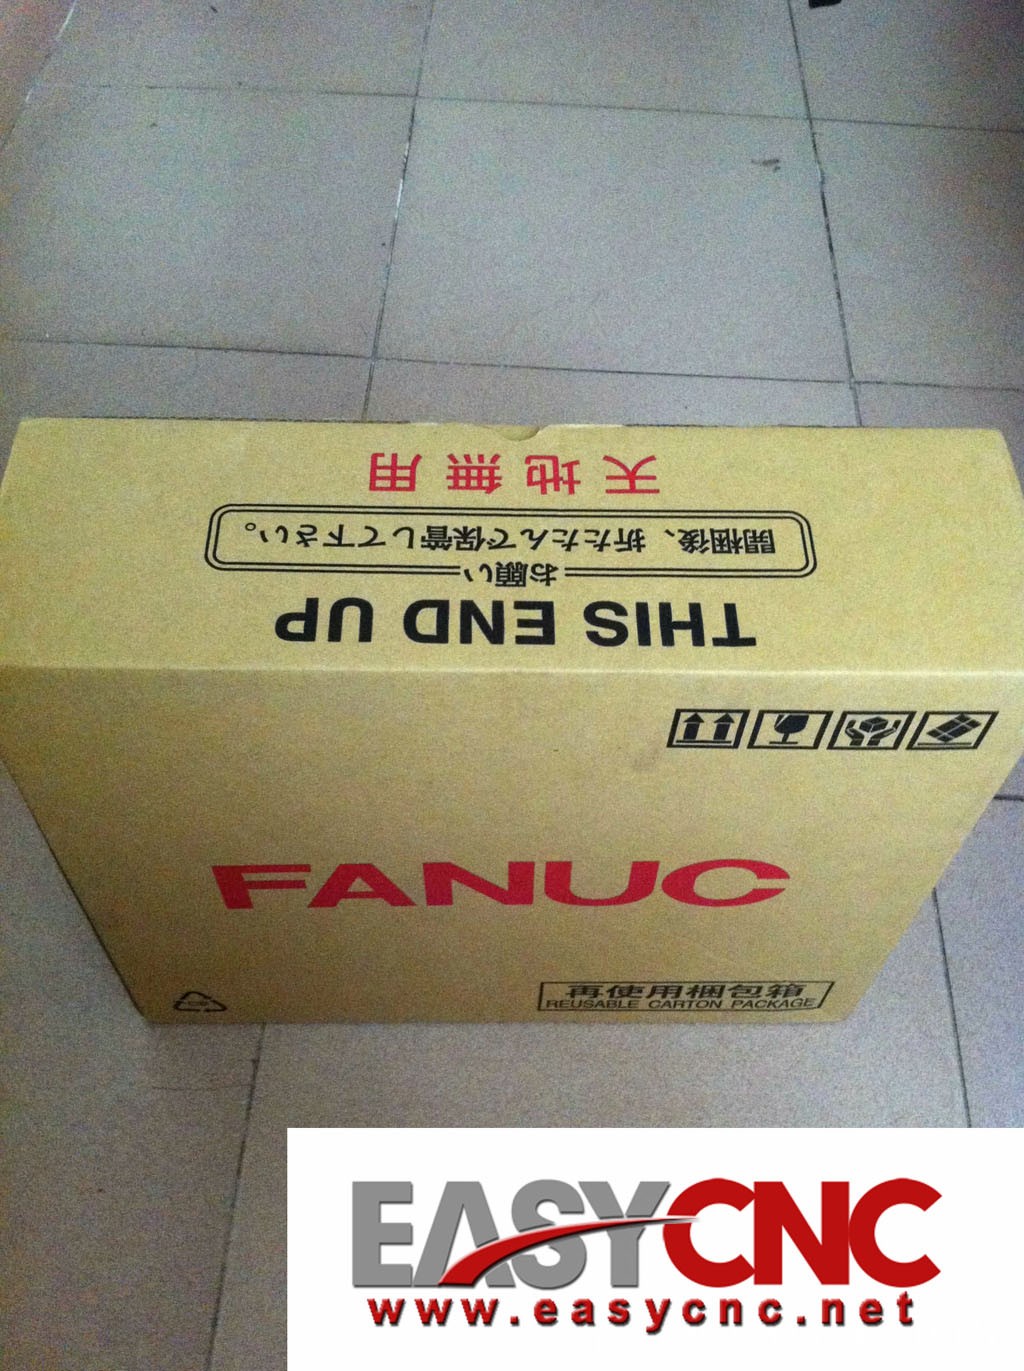 天地無用
開梱後、折たたんで保管して下さい。
お願い
THIS END UP
FANUC
再使用梱包箱
REUSABLE CARTON PACKAGE
EASYCNC
www.easycnc.net